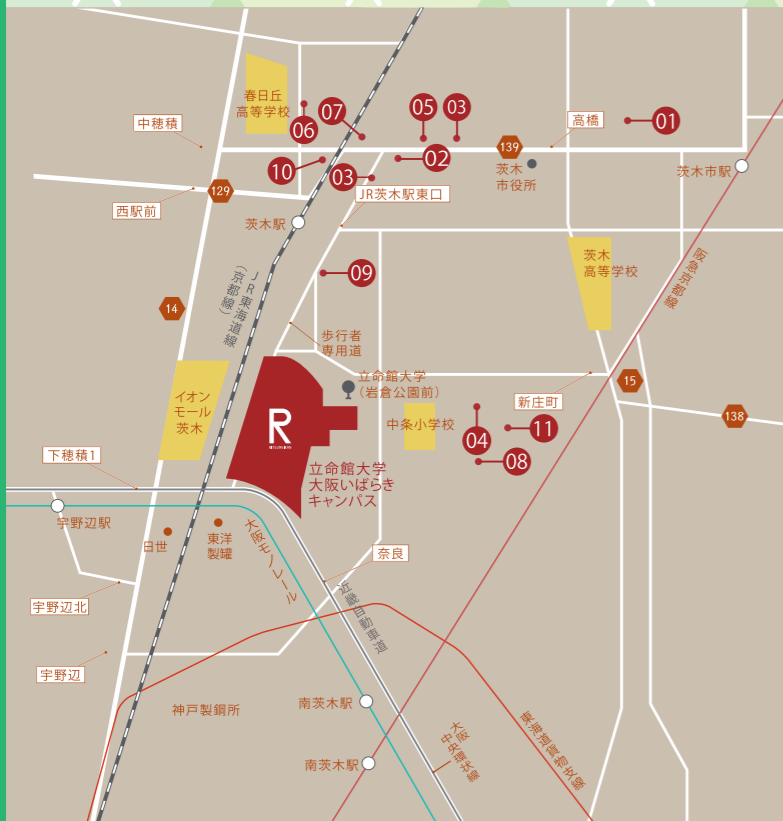 春日丘
高等学校
中穂積
06
07
05
03
01
高橋
139
02
10
03
茨木
市役所
茨木市駅
129
JR茨木駅東口
西駅前
茨木駅
JR東海道線
(京都線)
09
茨木
高等学校
阪急京都線
14
歩行者
専用道
イオン
モール
茨木
立命館大学
(岩倉公園前)
15
新庄町
138
R
中条小学校
04
11
08
立命館大学
大阪いばらき
キャンパス
下穂積1
宇野辺駅
日世
東洋
製罐
大阪モノレール
奈良
近畿自動車道
宇野辺北
宇野辺
神戸製鋼所
南茨木駅
南茨木駅
大阪
中央環状線
東海道貨物支線